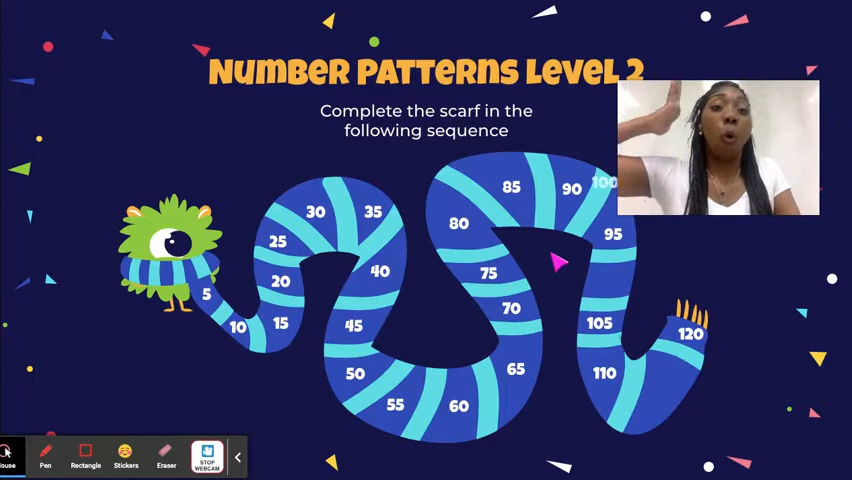 Number Patterns Level 2
Complete the scarf in the
following sequence
5
10
15
20
25
30
35
40
45
50
55
60
65
70
75
80
85
90
100
95
105
110
120
Mouse
Pen
Rectangle
Stickers
Eraser
STOP
WEBCAM